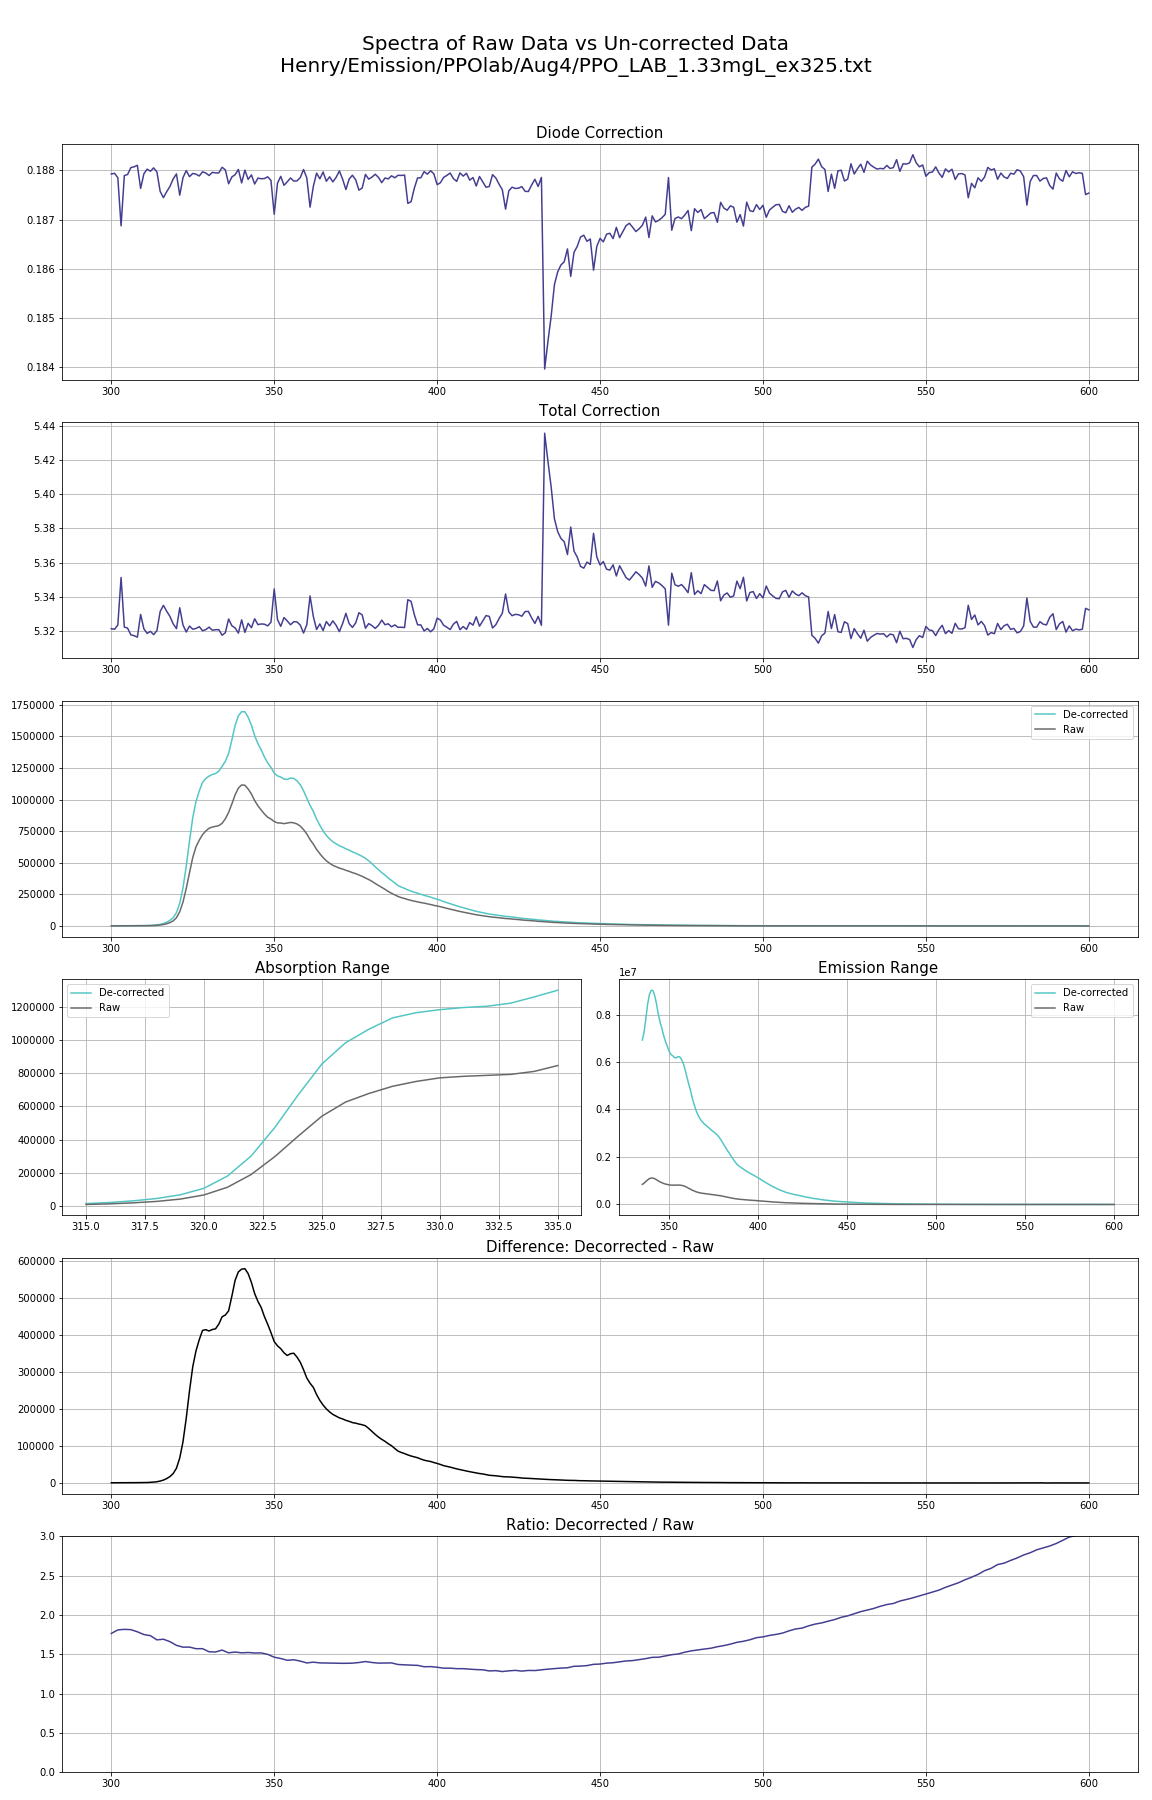 Spectra of Raw Data vs Un-corrected Data
Henry/Emission/PPOlab/Aug4/PPO_LAB_1.33mgL_ex325.txt
Diode Correction
0.188
0.187
0.186
0.185
0.184
300 350 400 450 500 550 600
Total Correction
5.44
5.42
5.40
5.38
5.36
5.34
5.32
300 350 400 450 500 550 600
1750000
1500000
1250000
1000000
750000
500000
250000
0
De-corrected
Raw
300 350 400 450 500 550 600
Absorption Range
1200000
1000000
800000
600000
400000
200000
0
De-corrected
Raw
315.0 317.5 320.0 322.5 325.0 327.5 330.0 332.5 335.0
Emission Range
1e7
0.8
0.6
0.4
0.2
0.0
De-corrected
Raw
350 400 450 500 550 600
Difference: Decorrected - Raw
600000
500000
400000
300000
200000
100000
0
300 350 400 450 500 550 600
Ratio: Decorrected / Raw
3.0
2.5
2.0
1.5
1.0
0.5
0.0
300 350 400 450 500 550 600